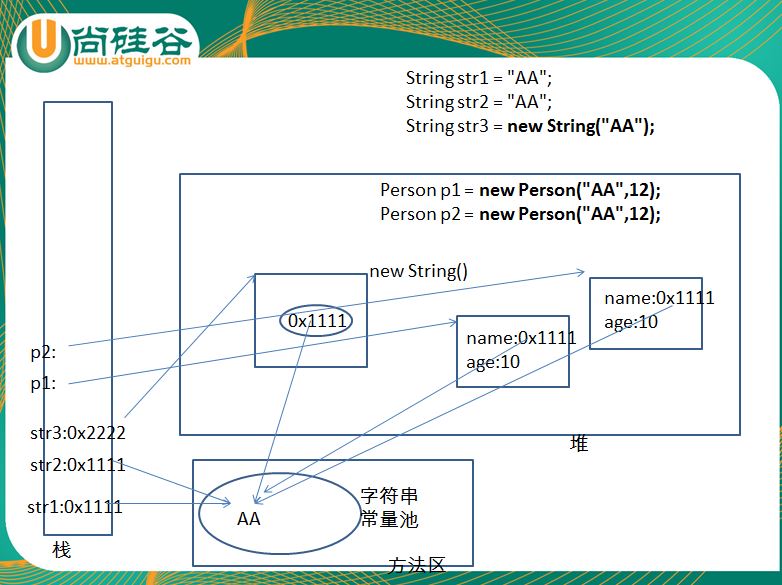 尚硅谷
www.atguigu.com
String str1 = "AA";
String str2 = "AA";
String str3 = new String("AA");
Person p1 = new Person("AA",12);
Person p2 = new Person("AA",12);
new String()
0x1111
name:0x1111
age:10
name:0x1111
age:10
p2:
p1:
str3:0x2222
str2:0x1111
str1:0x1111
栈
堆
AA
字符串
常量池
方法区